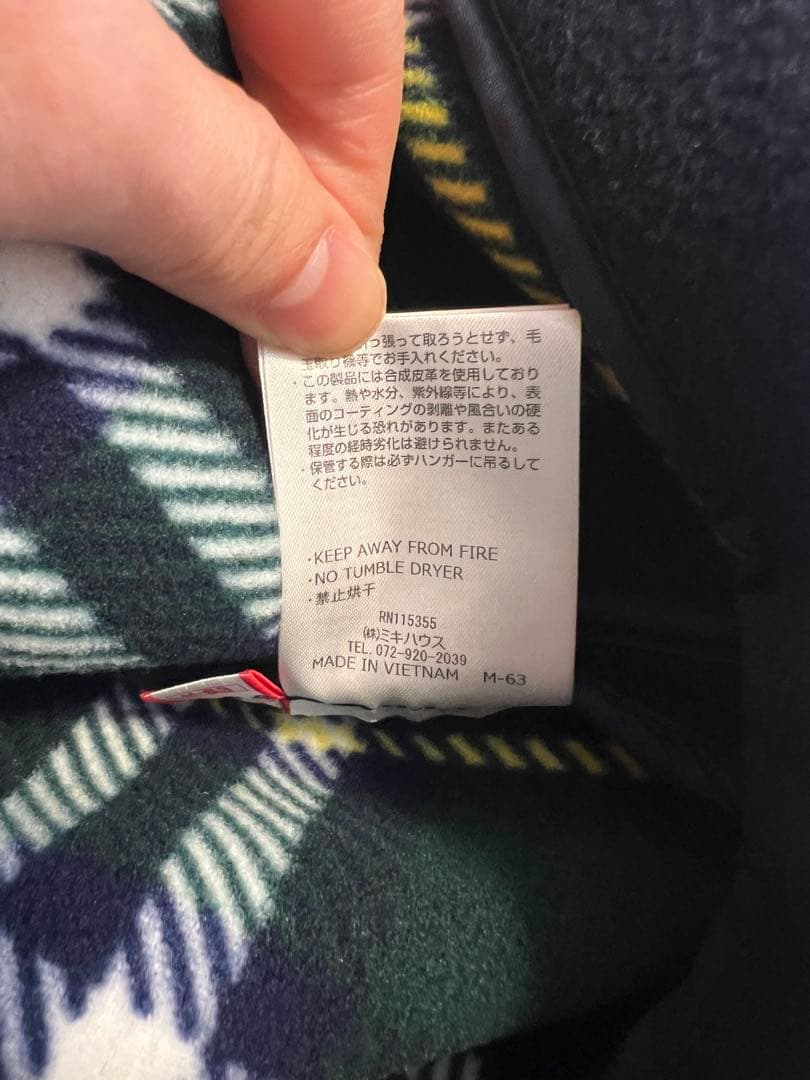 っ張って取ろうとせず、毛
玉取り機等でお手入れください。
・この製品には合成皮革を使用しており
ます。熱や水分、紫外線等により、表
面のコーティングの剥離や風合いの硬
化が生じる恐れがあります。またある
程度の経時劣化は避けられません。
・保管する際は必ずハンガーに吊るして
ください。
・KEEP AWAY FROM FIRE
・NO TUMBLE DRYER
・禁止烘干
RN115355
㈱ミキハウス
TEL.072-920-2039
MADE IN VIETNAM M-63